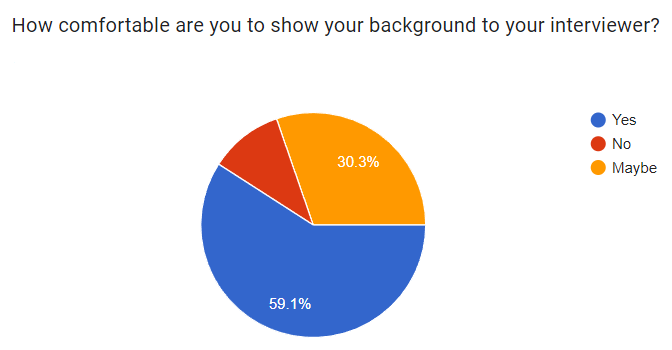 How comfortable are you to show your background to your interviewer?
Yes
No
Maybe
30.3%
59.1%